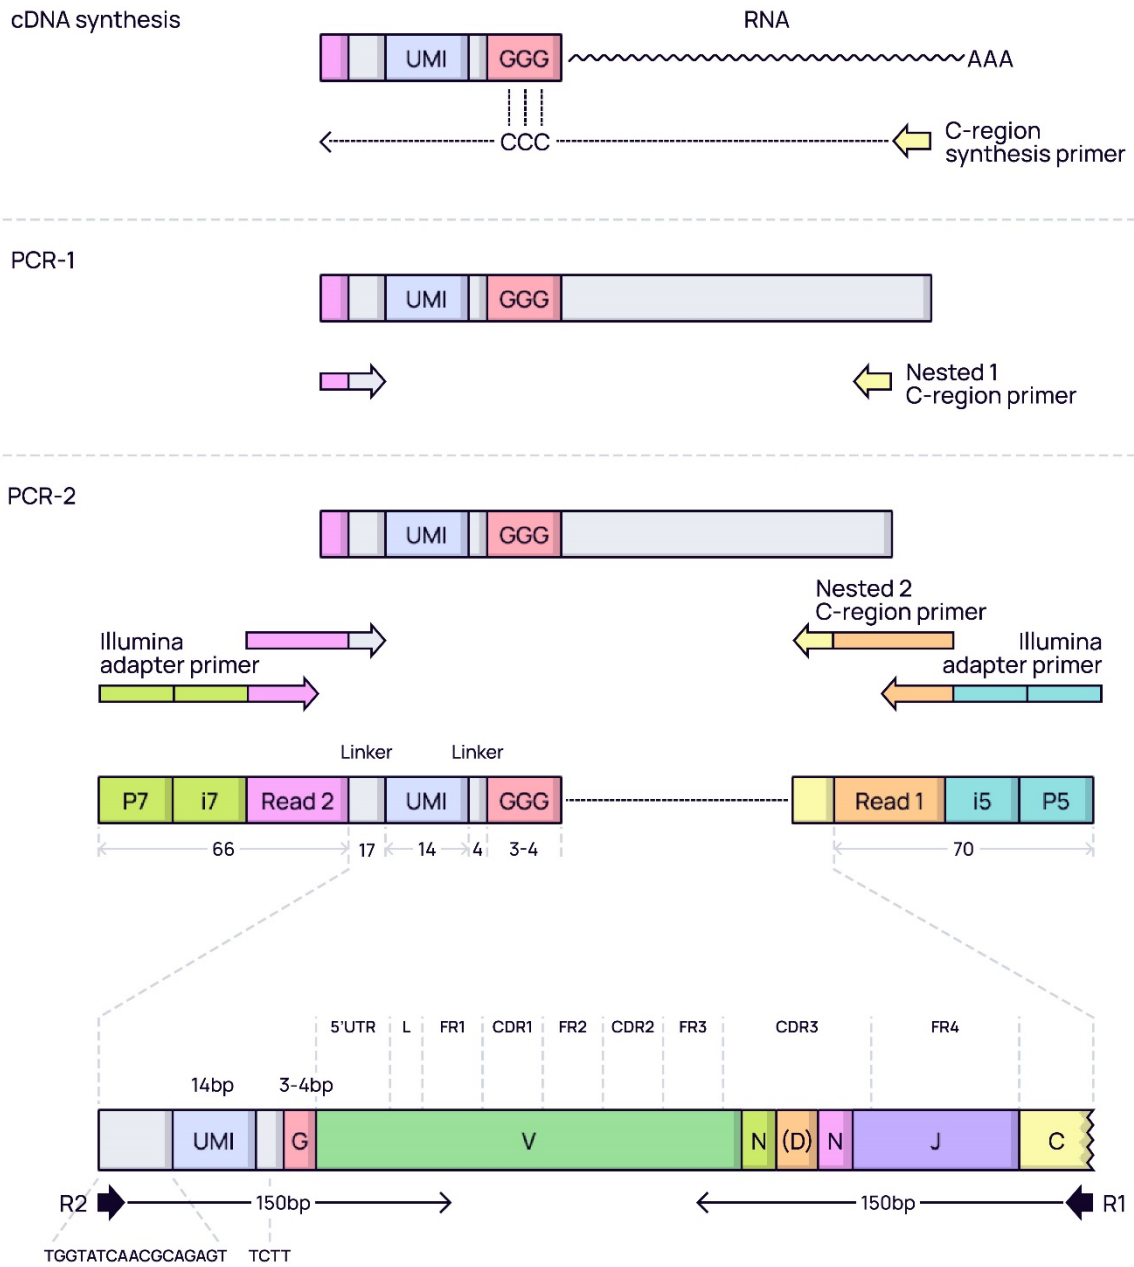 cDNA synthesis
RNA
UMI
GGG
AAA
CCC
C-region
synthesis primer
PCR-1
UMI
GGG
Nested 1
C-region primer
PCR-2
UMI
GGG
Nested 2
C-region primer
Illumina
adapter primer
Illumina
adapter primer
Linker
Linker
P7
i7
Read 2
UMI
GGG
Read 1
i5
P5
66
17
14
4
3-4
70
5'UTR
L
FR1
CDR1
FR2
CDR2
FR3
CDR3
FR4
14bp
3-4bp
UMI
G
V
N
(D)
N
J
C
R2
150bp
150bp
R1
TGGTATCAACGCAGAGT
TCTT